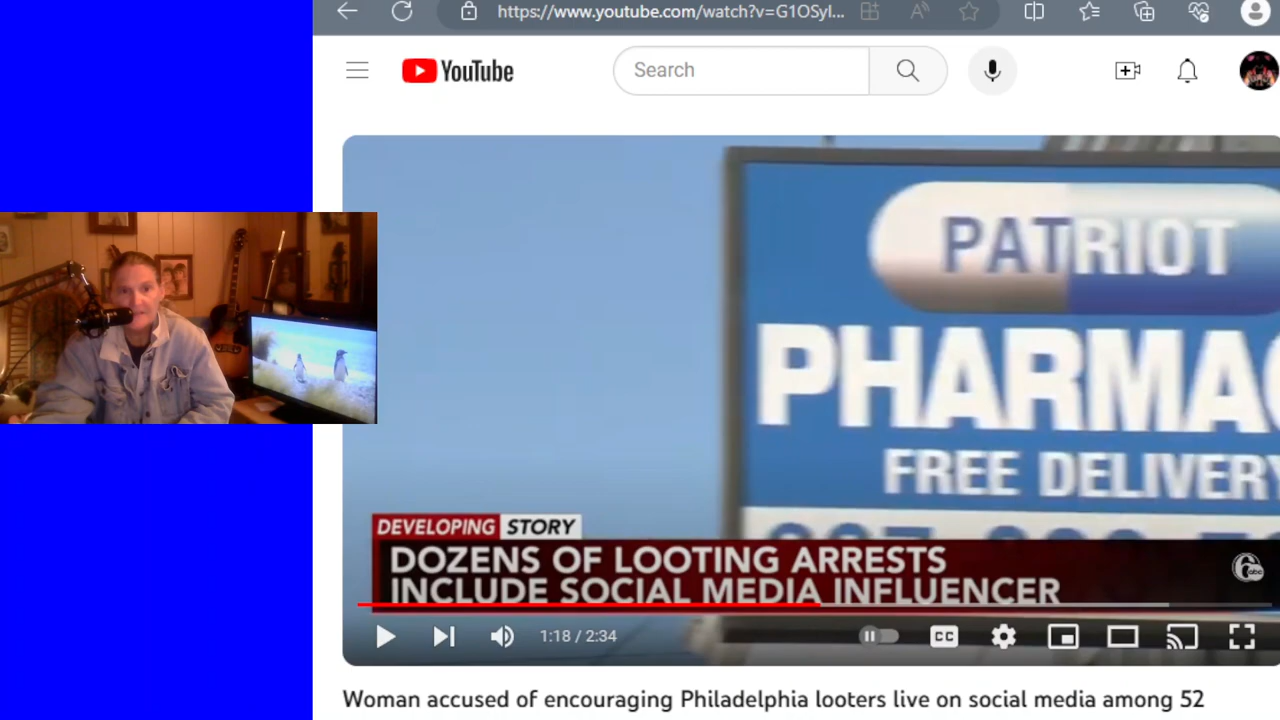 https://www.youtube.com/watch?v=G1OSyl...
YouTube
Search
PATRIOT
PHARMAC
FREE DELIVERY
DEVELOPING STORY
DOZENS OF LOOTING ARRESTS
INCLUDE SOCIAL MEDIA INFLUENCER
6abc
1:18 / 2:34
CC
Woman accused of encouraging Philadelphia looters live on social media among 52